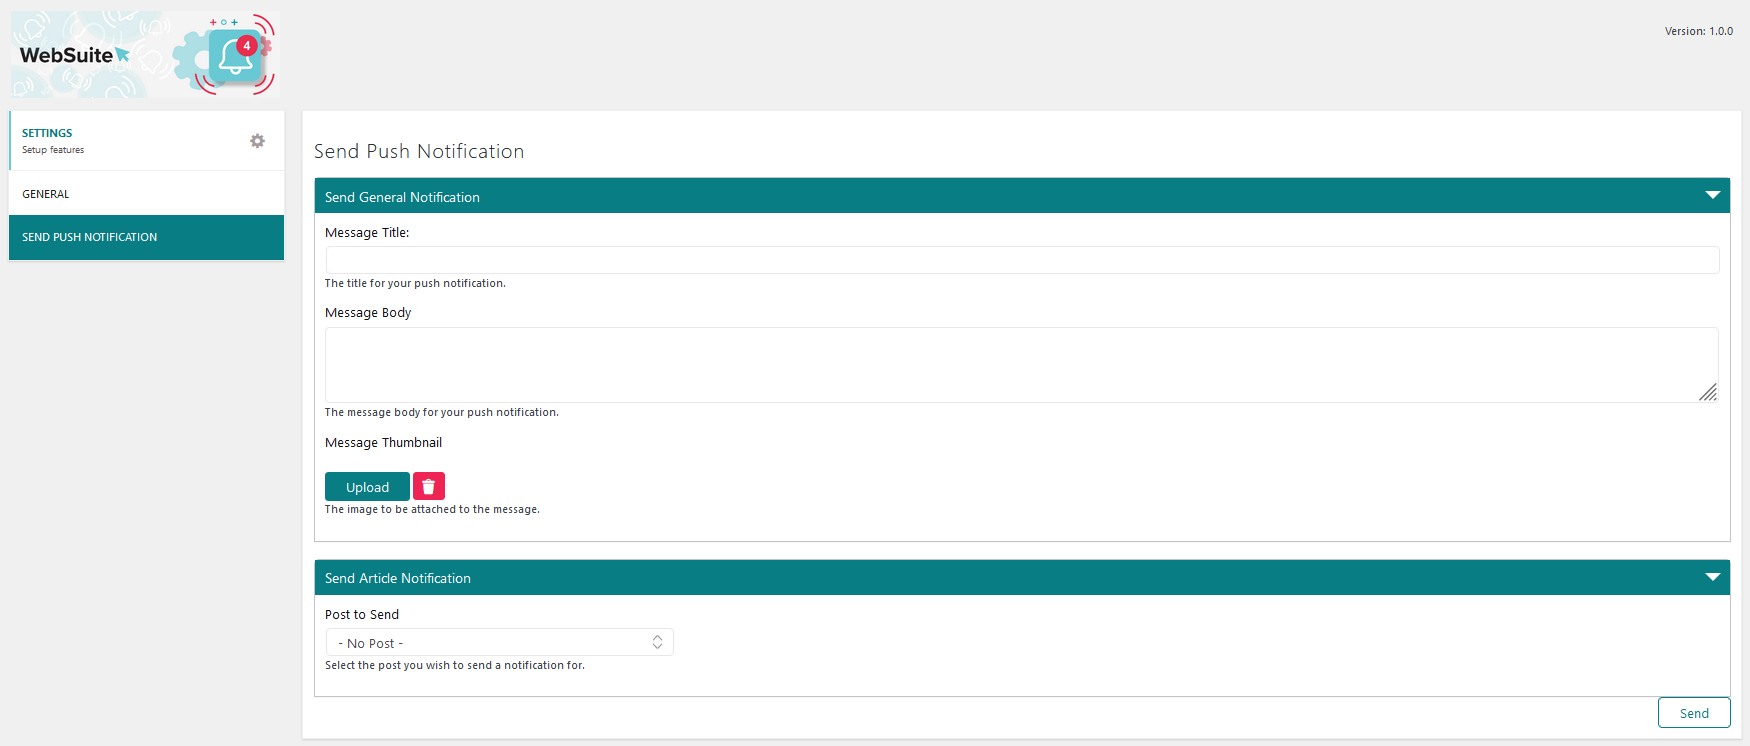 WebSuite
4
Version: 1.0.0
SETTINGS
Setup features
GENERAL
SEND PUSH NOTIFICATION
Send Push Notification
Send General Notification
Message Title:
The title for your push notification.
Message Body
The message body for your push notification.
Message Thumbnail
Upload
The image to be attached to the message.
Send Article Notification
Post to Send
- No Post -
Select the post you wish to send a notification for.
Send